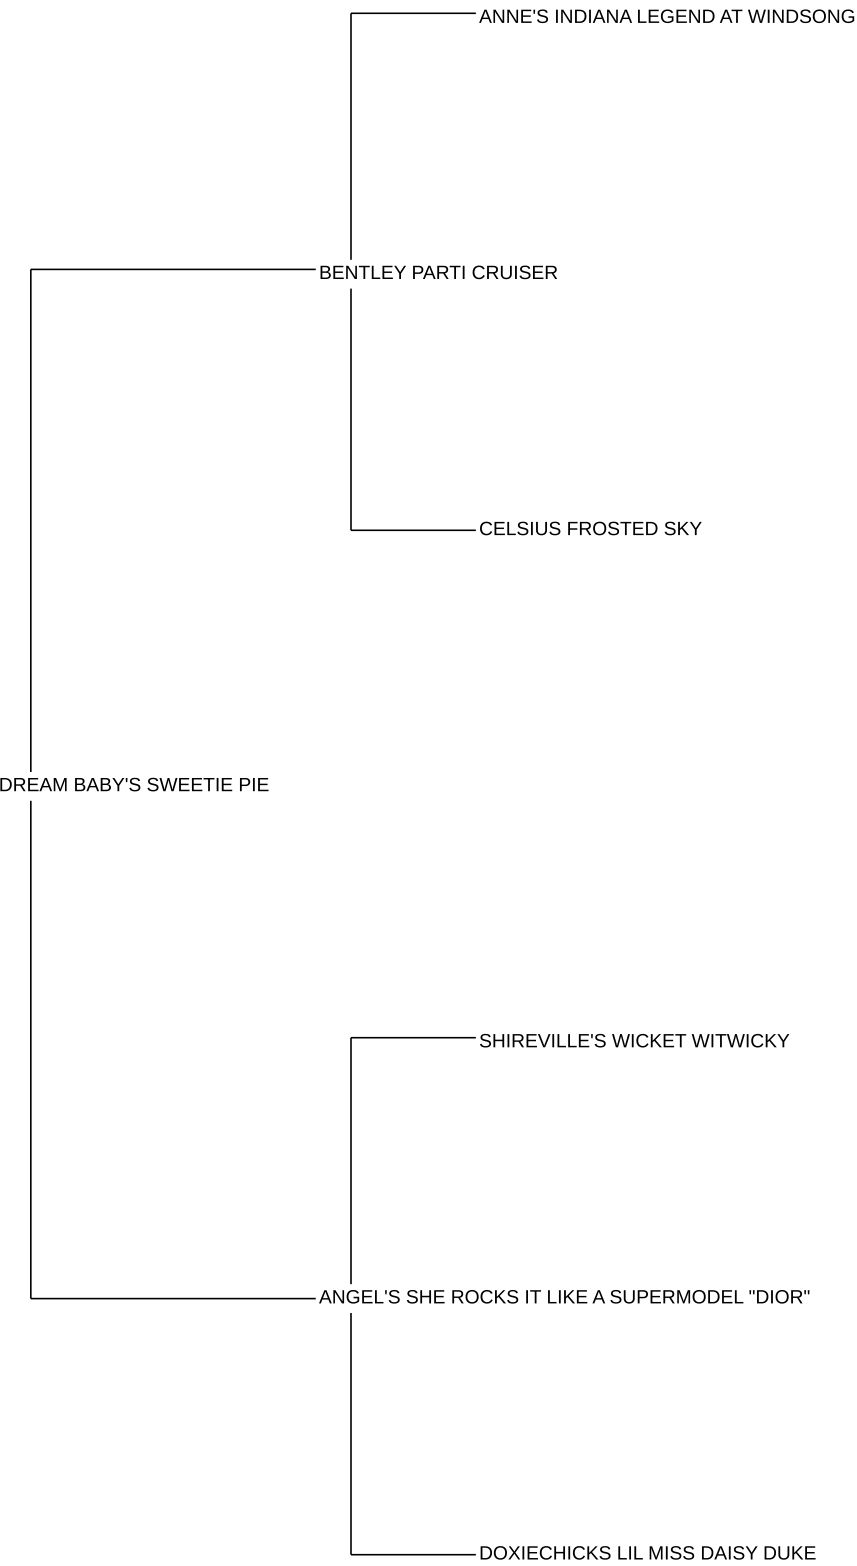 ANNE'S INDIANA LEGEND AT WINDSONG
BENTLEY PARTI CRUISER
CELSIUS FROSTED SKY
DREAM BABY'S SWEETIE PIE
SHIREVILLE'S WICKET WITWICKY
ANGEL'S SHE ROCKS IT LIKE A SUPERMODEL "DIOR"
DOXIECHICKS LIL MISS DAISY DUKE